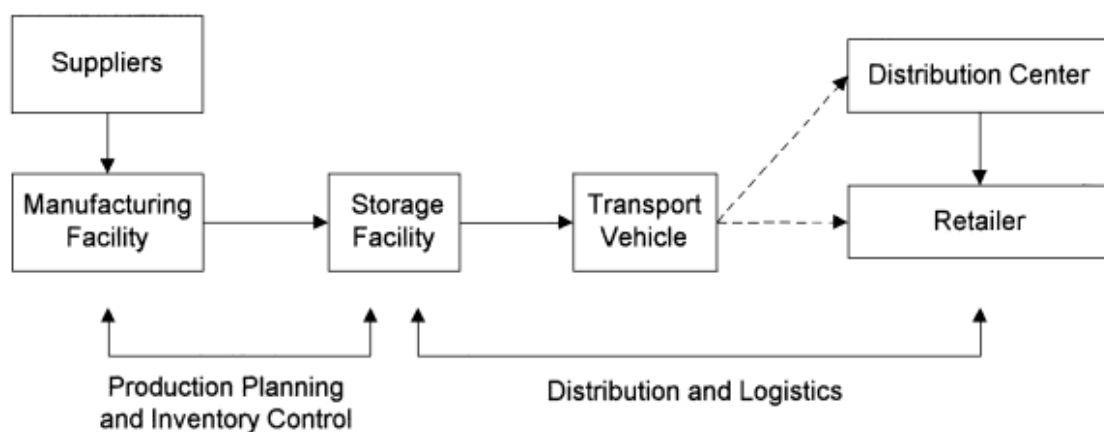 Suppliers
Distribution Center
Manufacturing
Facility
Storage
Facility
Transport
Vehicle
Retailer
Production Planning
and Inventory Control
Distribution and Logistics